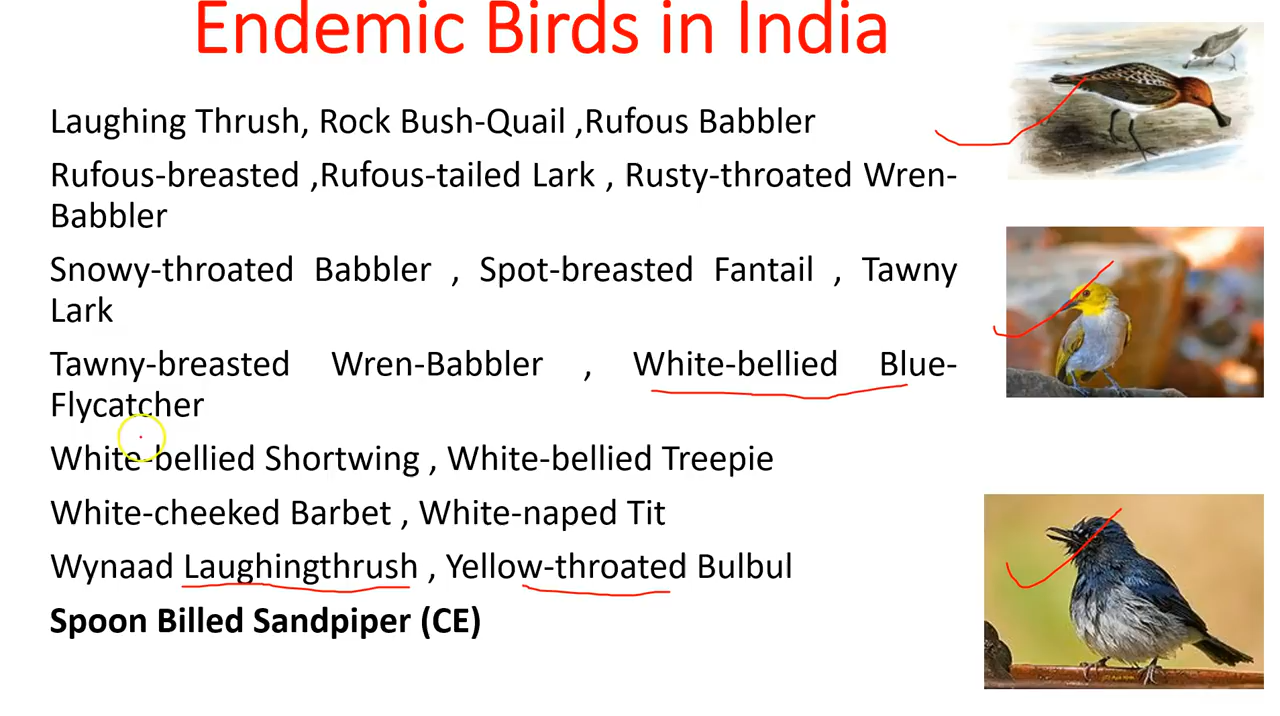 Endemic Birds in India
Laughing Thrush, Rock Bush-Quail ,Rufous Babbler
Rufous-breasted ,Rufous-tailed Lark , Rusty-throated Wren-
Babbler
Snowy-throated Babbler , Spot-breasted Fantail , Tawny
Lark
Tawny-breasted Wren-Babbler , White-bellied Blue-
Flycatcher
White-bellied Shortwing , White-bellied Treepie
White-cheeked Barbet , White-naped Tit
Wynaad Laughingthrush , Yellow-throated Bulbul
Spoon Billed Sandpiper (CE)